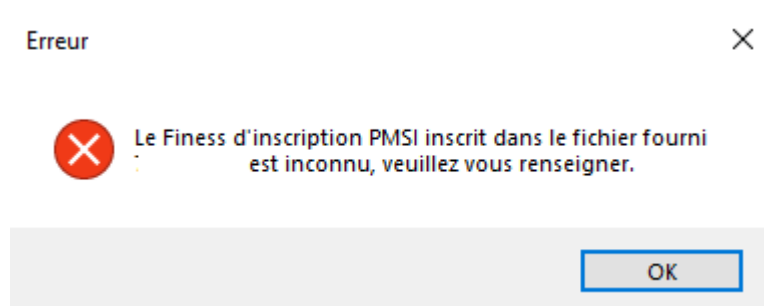 Erreur
Le Finess d'inscription PMSI inscrit dans le fichier fourni
est inconnu, veuillez vous renseigner.
OK